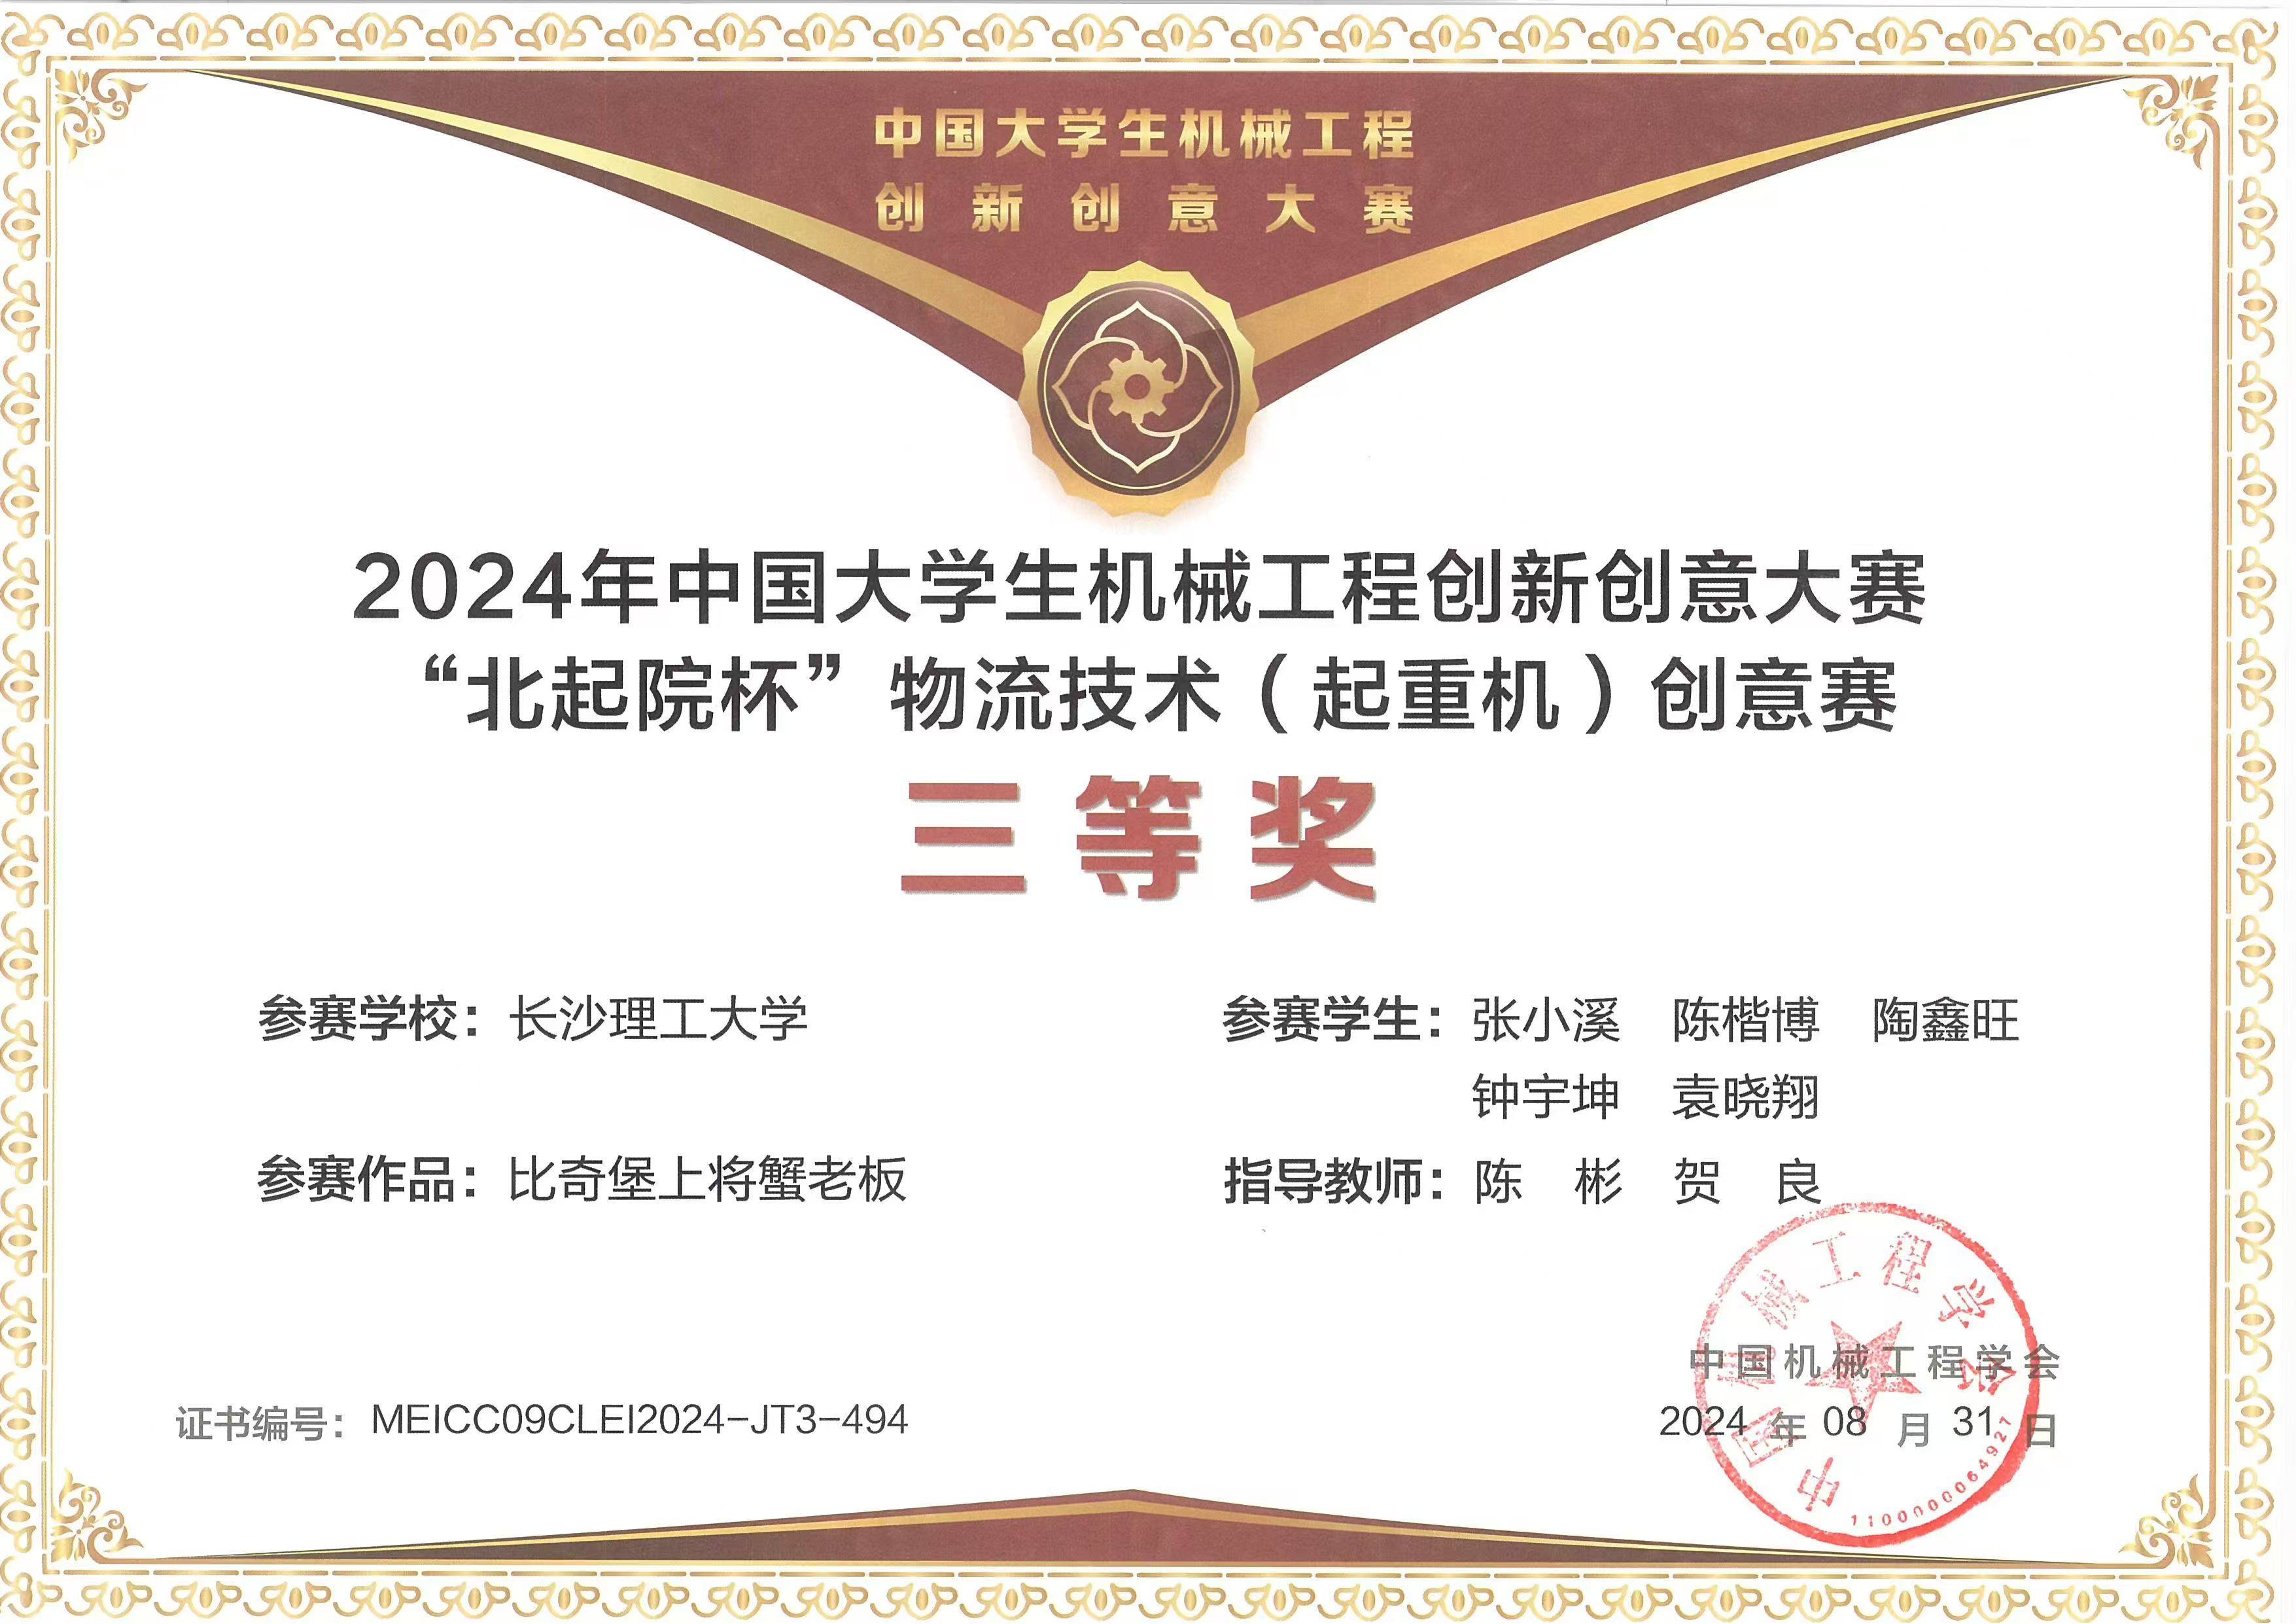 中国大学生机械工程
创新创意大赛
2024年中国大学生机械工程创新创意大赛
“北起院杯”物流技术（起重机）创意赛
三等奖
参赛学校：长沙理工大学
参赛学生：张小溪 陈楷博 陶鑫旺
钟宇坤 袁晓翔
参赛作品：比奇堡上将蟹老板
指导教师：陈 彬 贺 良
中国机械工程学会
中国机械工程学会
证书编号：MEICC09CLEI2024-JT3-494
2024 年 08 月 31 日
1100000064927